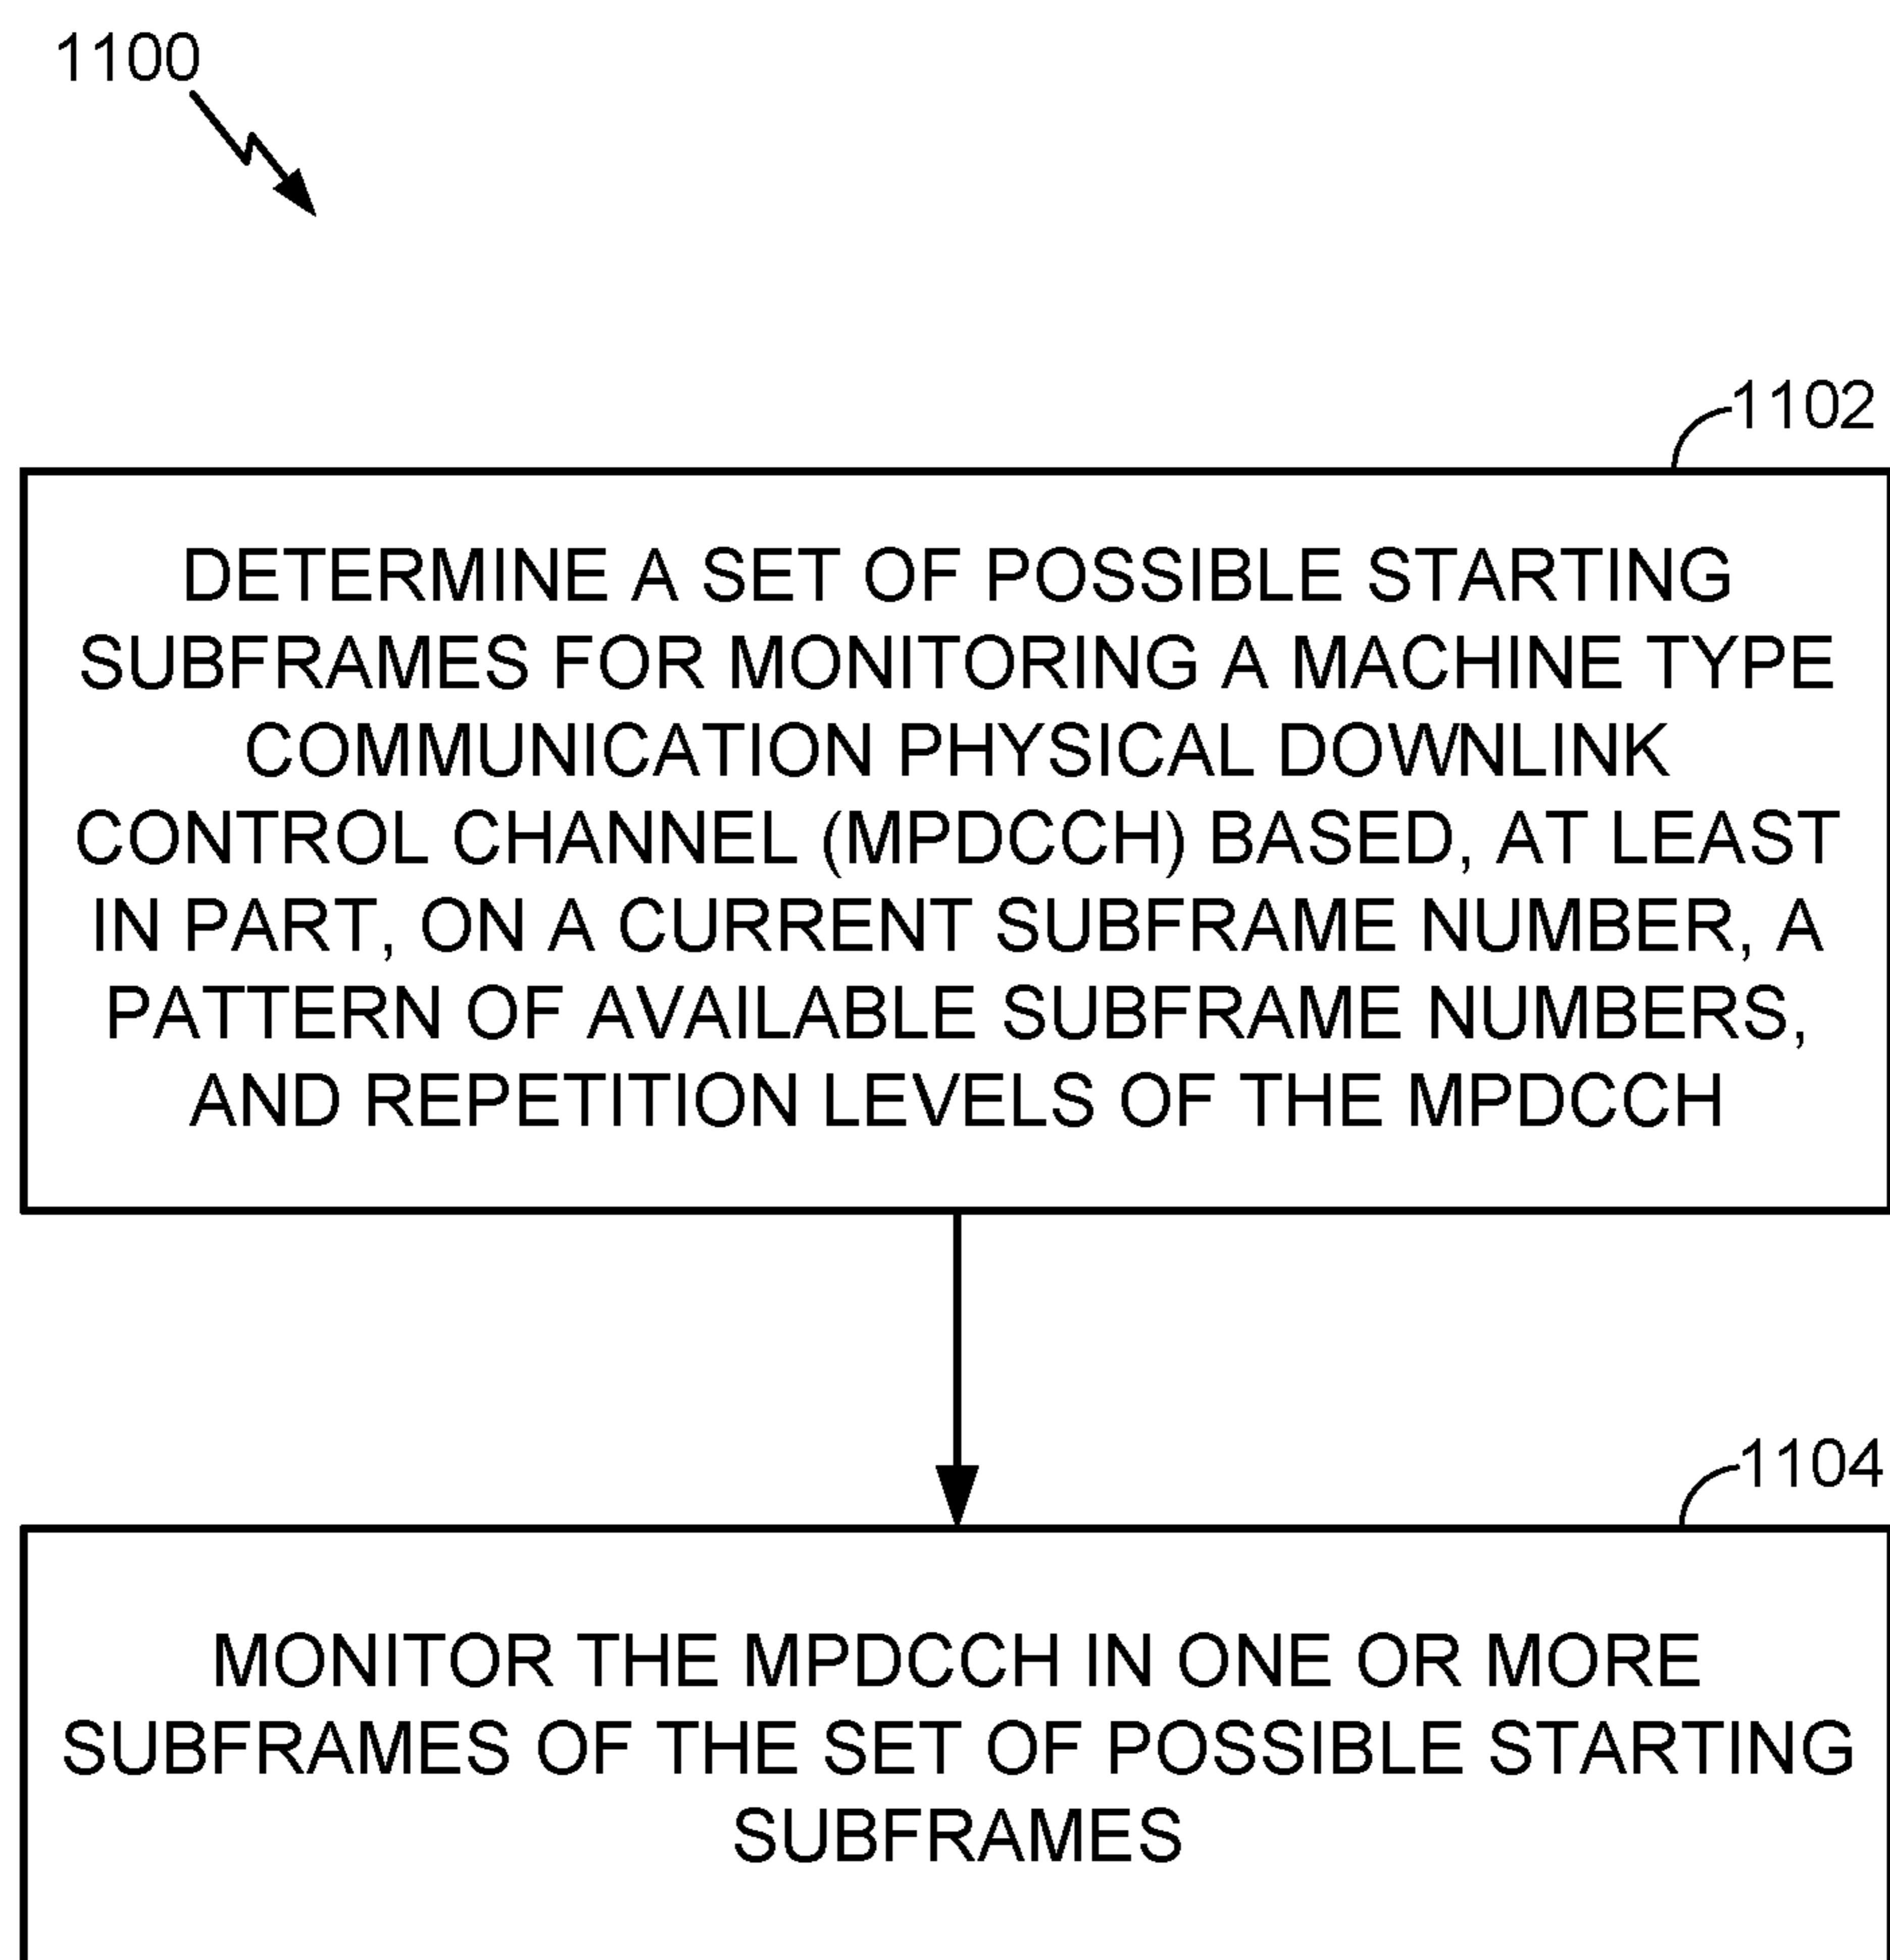 1100
1102
DETERMINE A SET OF POSSIBLE STARTING
SUBFRAMES FOR MONITORING A MACHINE TYPE
COMMUNICATION PHYSICAL DOWNLINK
CONTROL CHANNEL (MPDCCH) BASED, AT LEAST
IN PART, ON A CURRENT SUBFRAME NUMBER, A
PATTERN OF AVAILABLE SUBFRAME NUMBERS,
AND REPETITION LEVELS OF THE MPDCCH
1104
MONITOR THE MPDCCH IN ONE OR MORE
SUBFRAMES OF THE SET OF POSSIBLE STARTING
SUBFRAMES